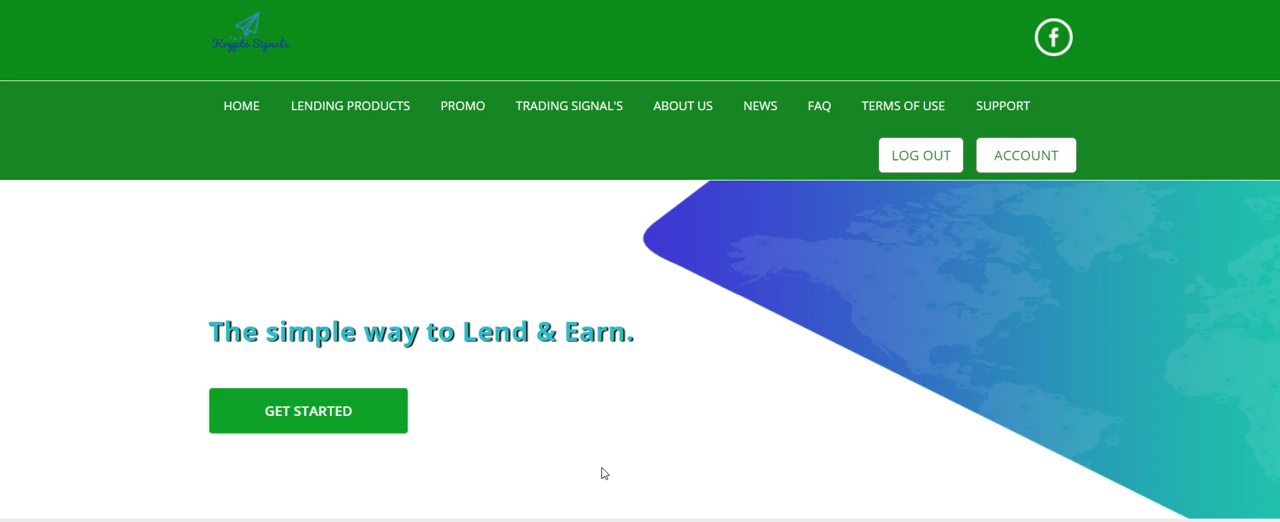 Krypto Signals
HOME LENDING PRODUCTS PROMO TRADING SIGNAL'S ABOUT US NEWS FAQ TERMS OF USE SUPPORT
LOG OUT ACCOUNT
The simple way to Lend & Earn.
GET STARTED